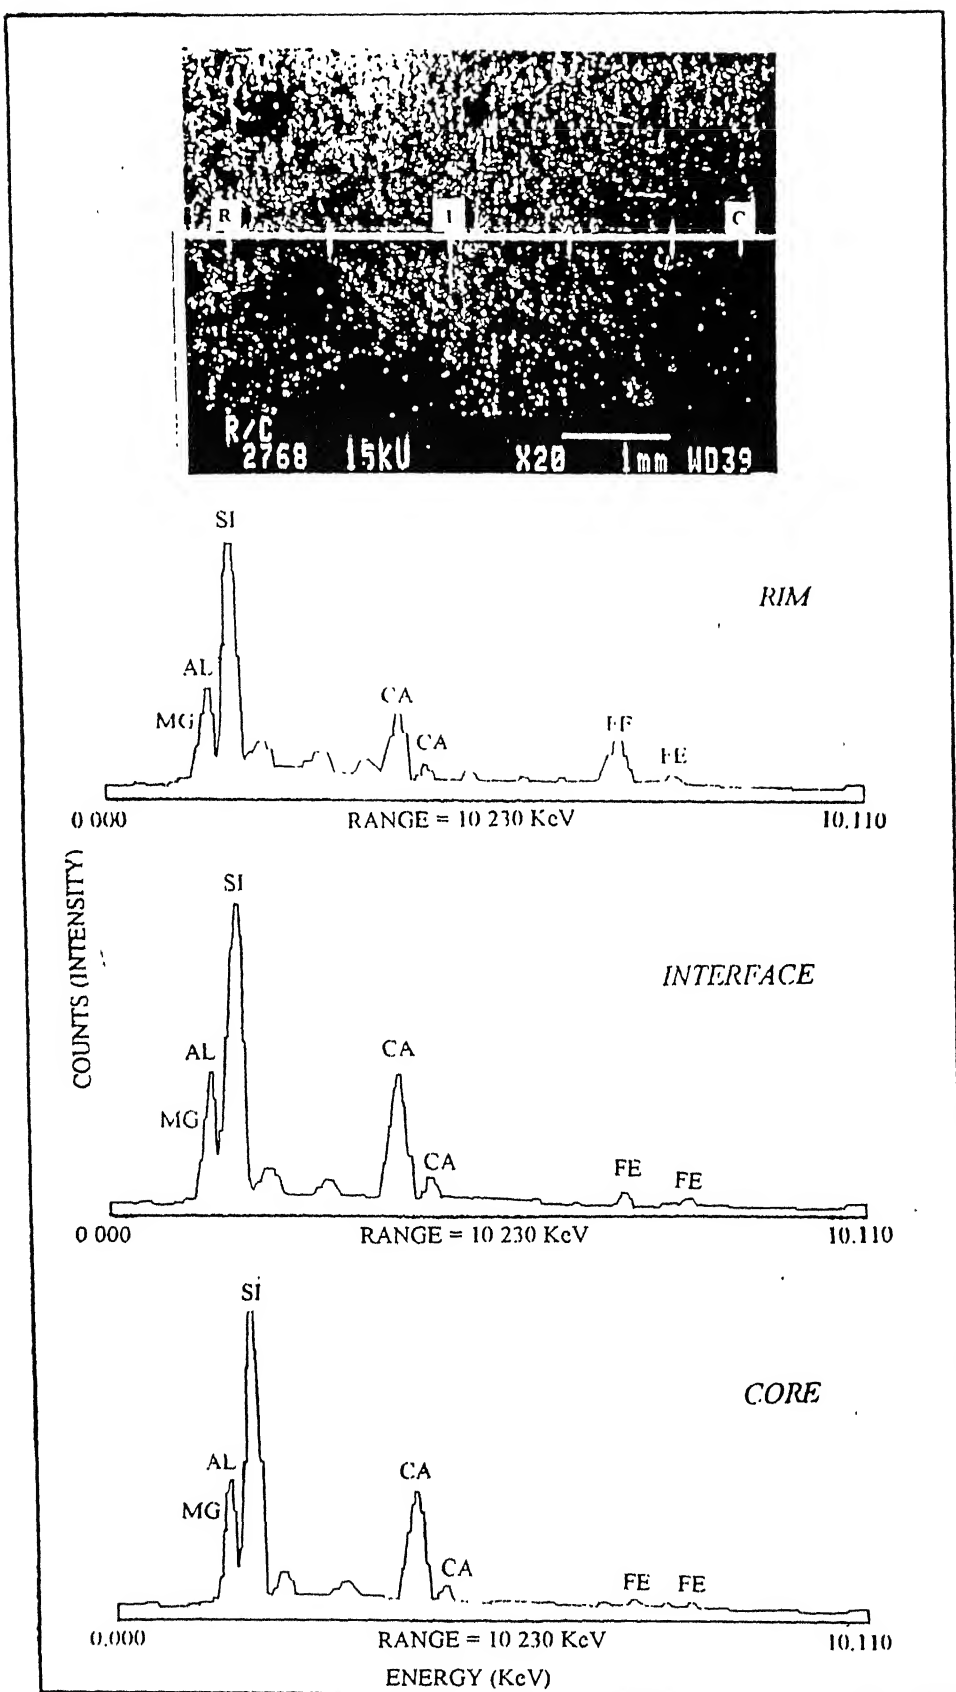 R I C
R/C
2768 15KU X20 1mm WD39
SI
RIM
AL
CA
MG
FE
CA
FE
0 000 RANGE = 10 230 KeV 10.110
COUNTS (INTENSITY)
SI
INTERFACE
AL CA
MG
CA
FE FE
0 000 RANGE = 10 230 KeV 10.110
SI
CORE
AL CA
MG
CA
FE FE
0.000 RANGE = 10 230 KeV 10.110
ENERGY (KeV)